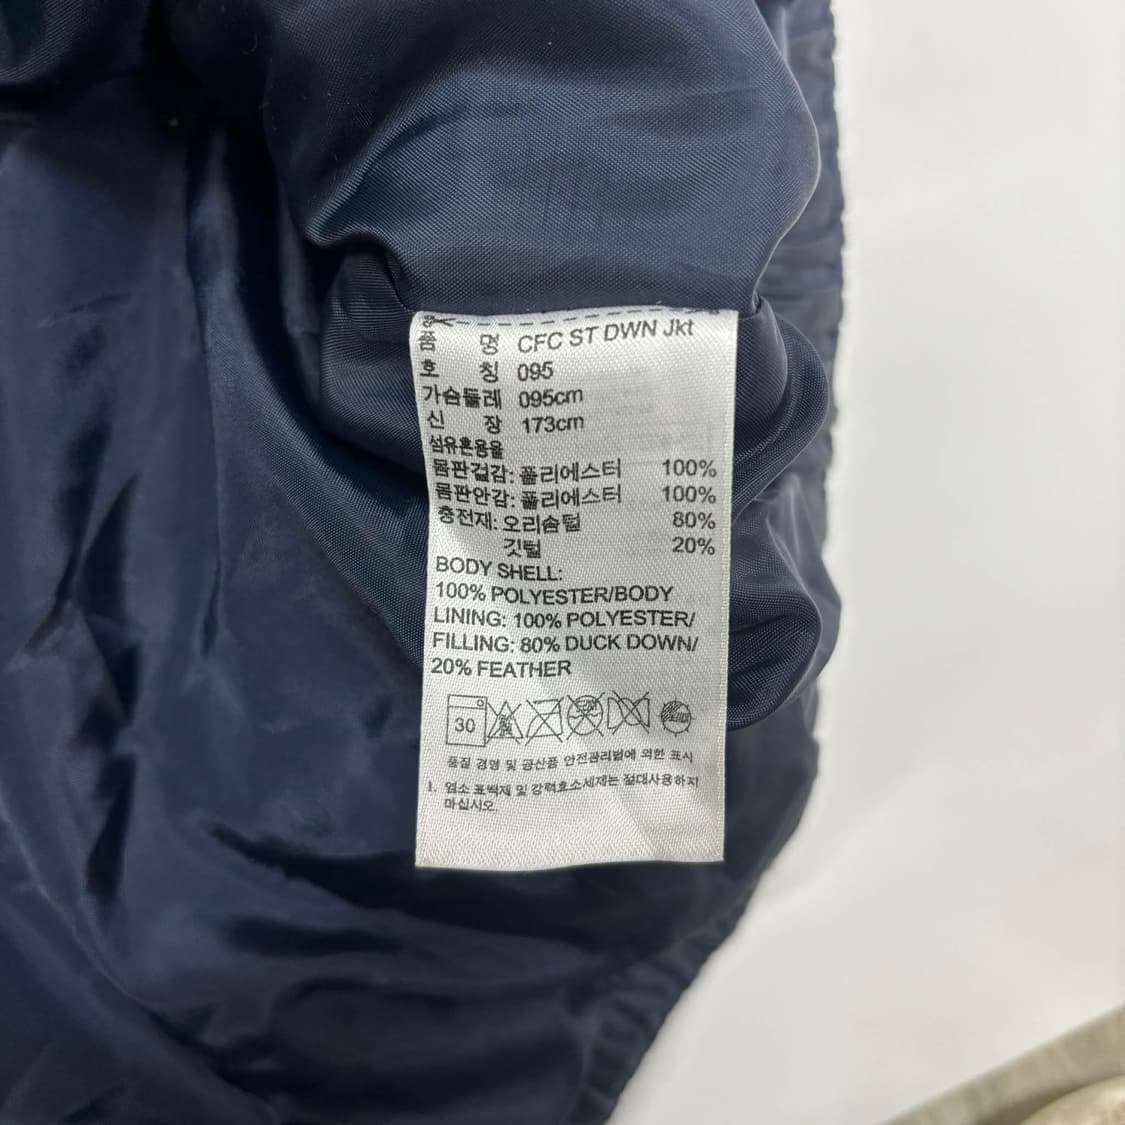 품 명 CFC ST DWN Jkt
호 칭 095
가슴둘레 095cm
신 장 173cm
섬유혼용율
몸판겉감: 폴리에스터 100%
몸판안감: 폴리에스터 100%
충전재: 오리솜털 80%
깃털 20%
BODY SHELL:
100% POLYESTER/BODY
LINING: 100% POLYESTER/
FILLING: 80% DUCK DOWN/
20% FEATHER
30
품질 경영 및 공산품 안전관리법에 의한 표시
1. 염소 표백제 및 강력효소세제는 절대사용하지
마십시오.